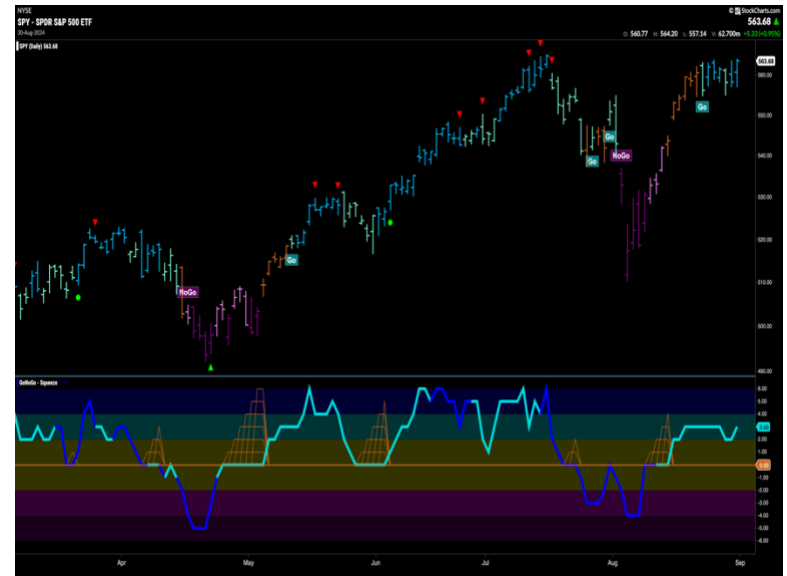 NYSE
© StockCharts.com
SPY - SPDR S&P 500 ETF
563.68
30-Aug-2024
O: 560.77 H: 564.20 L: 557.14 V: 62.700m +5.33 (+0.95%)
SPY (Daily) 563.68
563.68
560.00
Go
550.00
Go
Go
NoGo
540.00
530.00
520.00
Go
510.00
NoGo
500.00
490.00
GoNoGo - Squeeze
6.00
5.00
4.00
3.00
2.00
1.00
0.00
-1.00
-2.00
-3.00
-4.00
-5.00
-6.00
Apr May Jun Jul Aug Sep